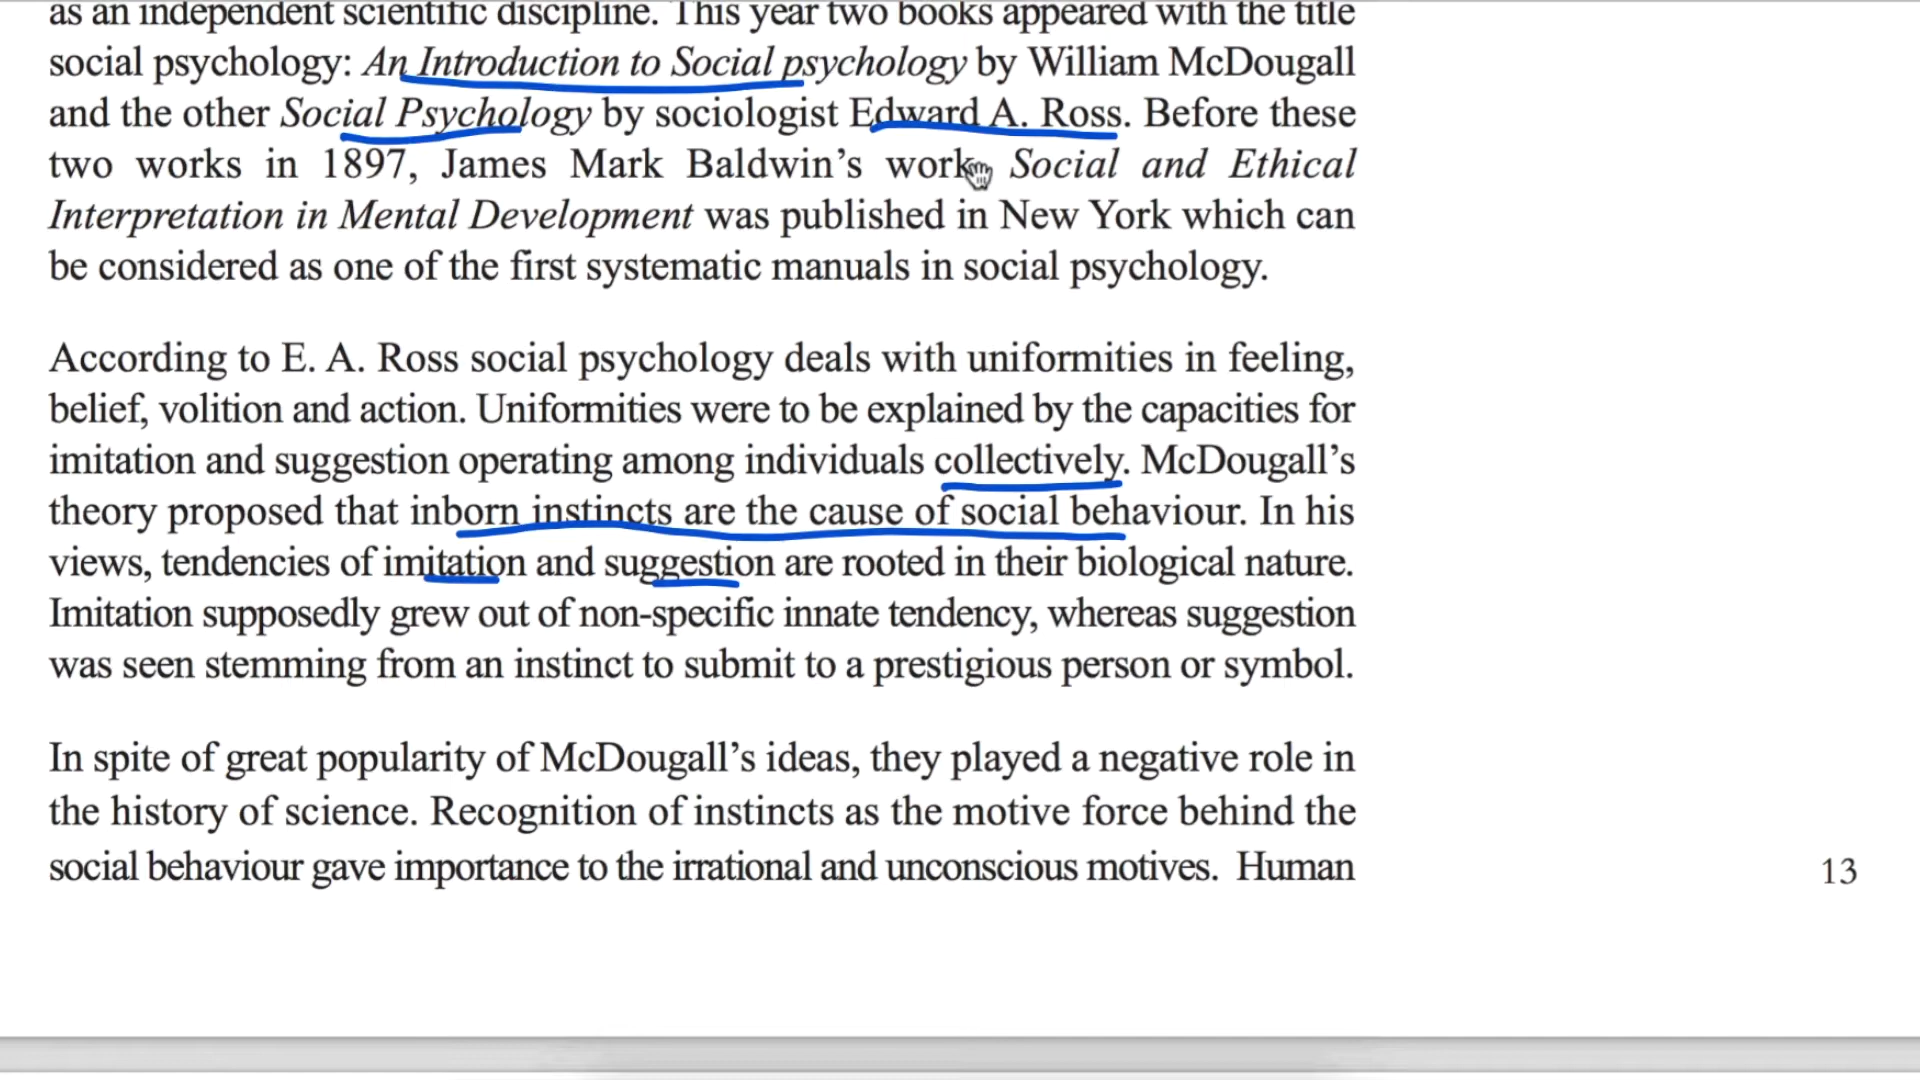 as an independent scientific discipline. This year two books appeared with the title
social psychology: An Introduction to Social psychology by William McDougall
and the other Social Psychology by sociologist Edward A. Ross. Before these
two works in 1897, James Mark Baldwin’s work, Social and Ethical
Interpretation in Mental Development was published in New York which can
be considered as one of the first systematic manuals in social psychology.
According to E. A. Ross social psychology deals with uniformities in feeling,
belief, volition and action. Uniformities were to be explained by the capacities for
imitation and suggestion operating among individuals collectively. McDougall’s
theory proposed that inborn instincts are the cause of social behaviour. In his
views, tendencies of imitation and suggestion are rooted in their biological nature.
Imitation supposedly grew out of non-specific innate tendency, whereas suggestion
was seen stemming from an instinct to submit to a prestigious person or symbol.
In spite of great popularity of McDougall’s ideas, they played a negative role in
the history of science. Recognition of instincts as the motive force behind the
social behaviour gave importance to the irrational and unconscious motives. Human
13